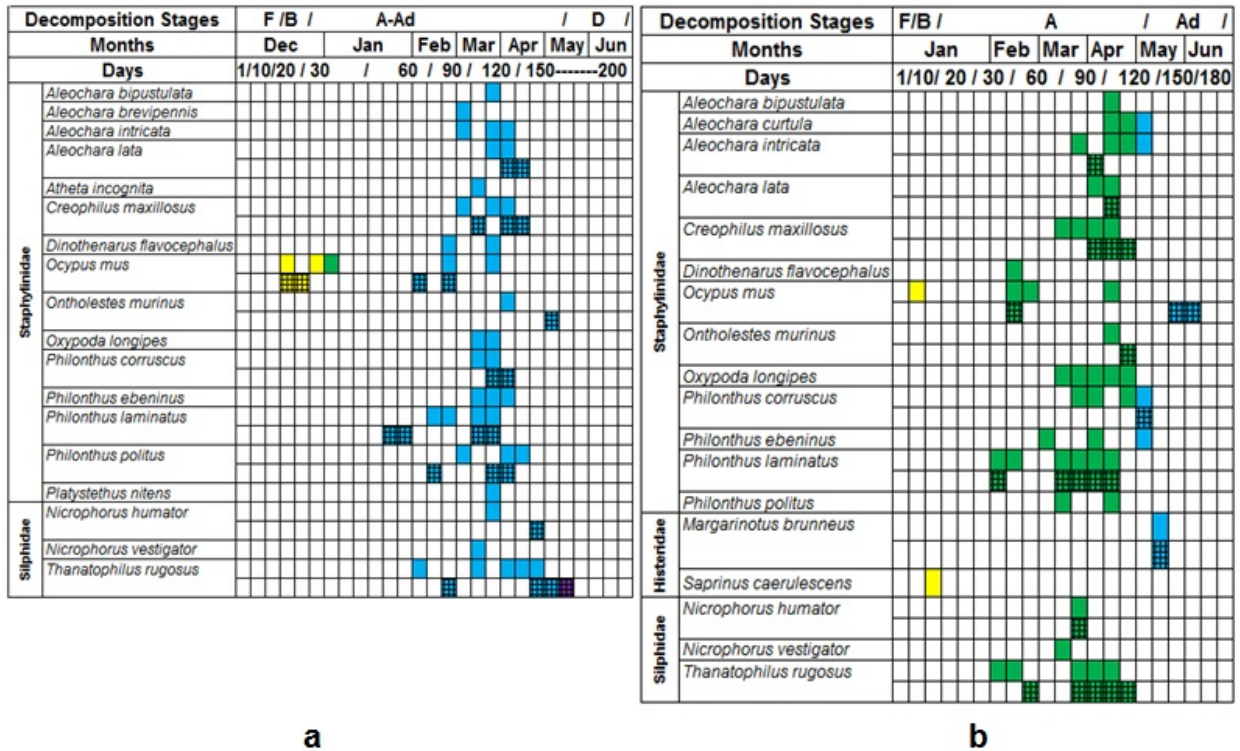 Decomposition Stages F /B / A-Ad / D /
Months Dec Jan Feb Mar Apr May Jun
Days 1/10/20 / 30 / 60 / 90 / 120 / 150-------200
Staphylinidae
Aleochara bipustulata
Aleochara brevipennis
Aleochara intricata
Aleochara lata
Atheta incognita
Creophilus maxillosus
Dinothenarus flavocephalus
Ocypus mus
Ontholestes murinus
Oxypoda longipes
Philonthus corruscus
Philonthus ebeninus
Philonthus laminatus
Philonthus politus
Platystethus nitens
Silphidae
Nicrophorus humator
Nicrophorus vestigator
Thanatophilus rugosus
a
Decomposition Stages F/B / A / Ad /
Months Jan Feb Mar Apr May Jun
Days 1/10/ 20 / 30 / 60 / 90 / 120 /150/180
Staphylinidae
Aleochara bipustulata
Aleochara curtula
Aleochara intricata
Aleochara lata
Creophilus maxillosus
Dinothenarus flavocephalus
Ocypus mus
Ontholestes murinus
Oxypoda longipes
Philonthus corruscus
Philonthus ebeninus
Philonthus laminatus
Philonthus politus
Histeridae
Margarinotus brunneus
Saprinus caerulescens
Silphidae
Nicrophorus humator
Nicrophorus vestigator
Thanatophilus rugosus
b